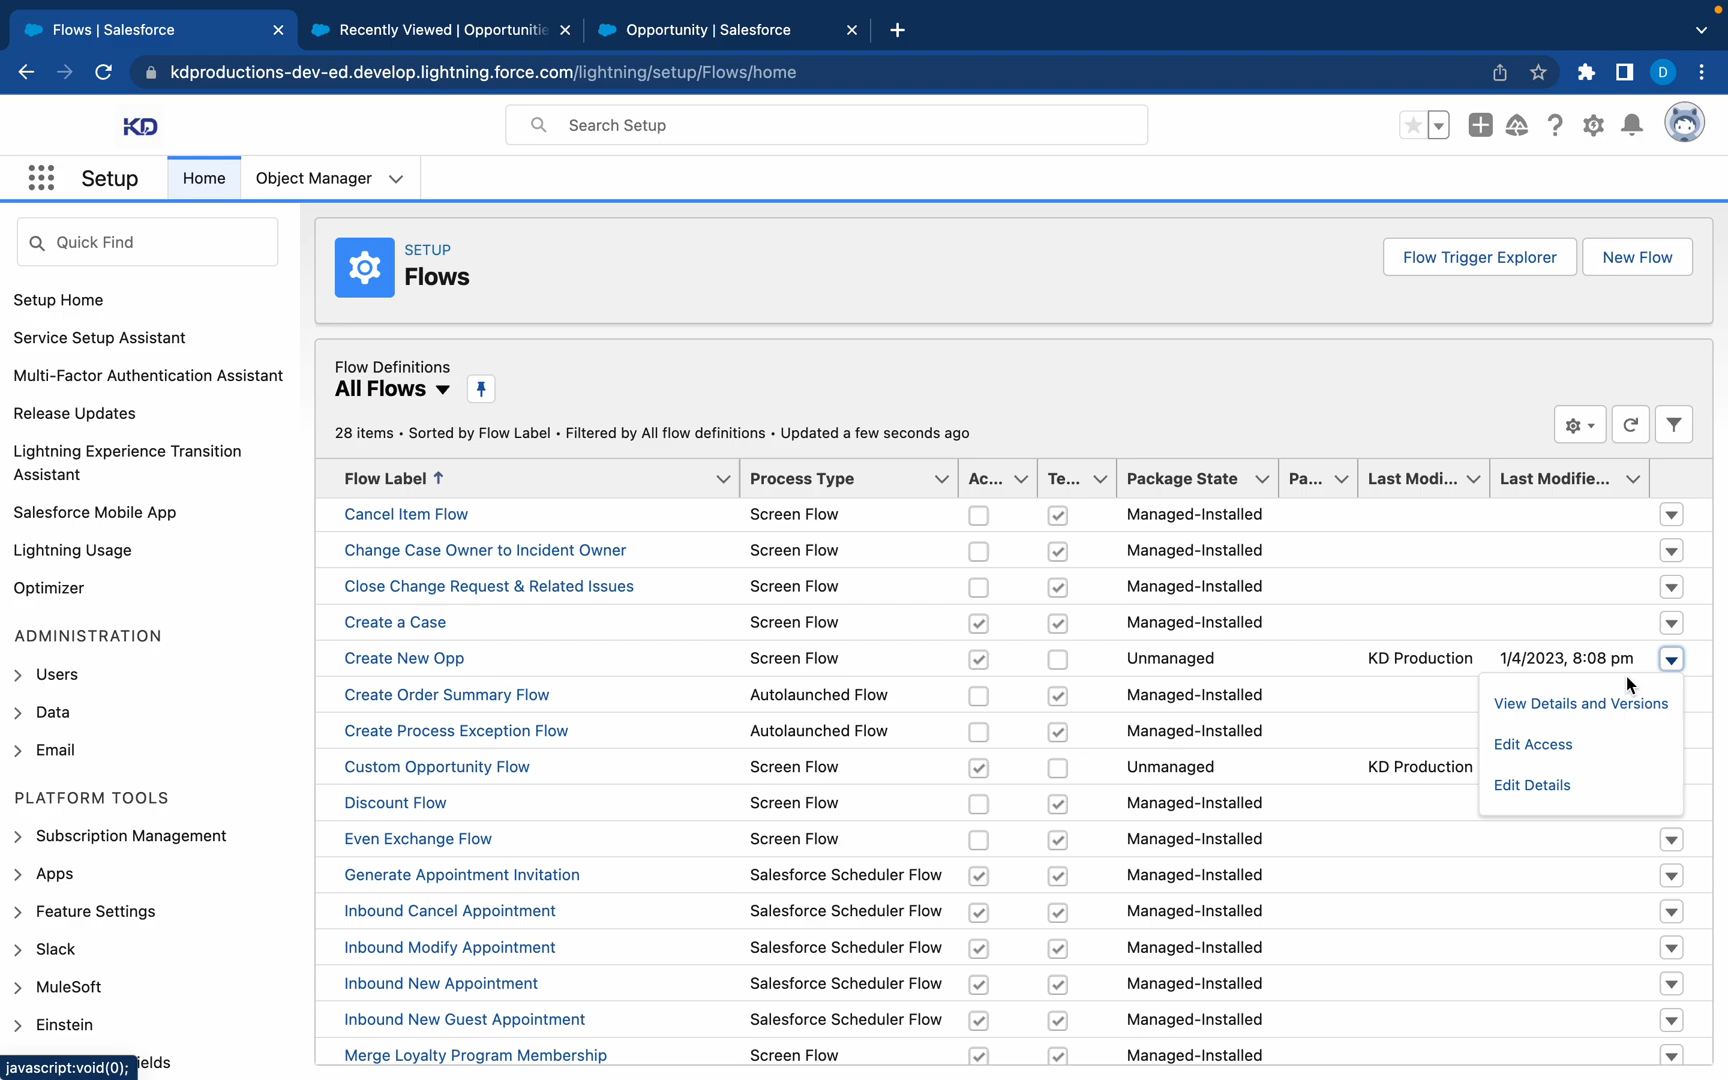 Flows | Salesforce
Recently Viewed | Opportunitie
Opportunity | Salesforce
kdproductions-dev-ed.develop.lightning.force.com/lightning/setup/Flows/home
D
KD
Search Setup
Setup
Home
Object Manager
Quick Find
Setup Home
Service Setup Assistant
Multi-Factor Authentication Assistant
Release Updates
Lightning Experience Transition
Assistant
Salesforce Mobile App
Lightning Usage
Optimizer
ADMINISTRATION
Users
Data
Email
PLATFORM TOOLS
Subscription Management
Apps
Feature Settings
Slack
MuleSoft
Einstein
ields
javascript:void(0);
SETUP
Flows
Flow Trigger Explorer
New Flow
Flow Definitions
All Flows
28 items • Sorted by Flow Label • Filtered by All flow definitions • Updated a few seconds ago
Flow Label Process Type Ac... Te... Package State Pa... Last Modi... Last Modifie...
Cancel Item Flow Screen Flow Managed-Installed
Change Case Owner to Incident Owner Screen Flow Managed-Installed
Close Change Request & Related Issues Screen Flow Managed-Installed
Create a Case Screen Flow Managed-Installed
Create New Opp Screen Flow Unmanaged KD Production 1/4/2023, 8:08 pm
Create Order Summary Flow Autolaunched Flow Managed-Installed
Create Process Exception Flow Autolaunched Flow Managed-Installed
Custom Opportunity Flow Screen Flow Unmanaged KD Production
Discount Flow Screen Flow Managed-Installed
Even Exchange Flow Screen Flow Managed-Installed
Generate Appointment Invitation Salesforce Scheduler Flow Managed-Installed
Inbound Cancel Appointment Salesforce Scheduler Flow Managed-Installed
Inbound Modify Appointment Salesforce Scheduler Flow Managed-Installed
Inbound New Appointment Salesforce Scheduler Flow Managed-Installed
Inbound New Guest Appointment Salesforce Scheduler Flow Managed-Installed
Merge Loyalty Program Membership Screen Flow Managed-Installed
View Details and Versions
Edit Access
Edit Details